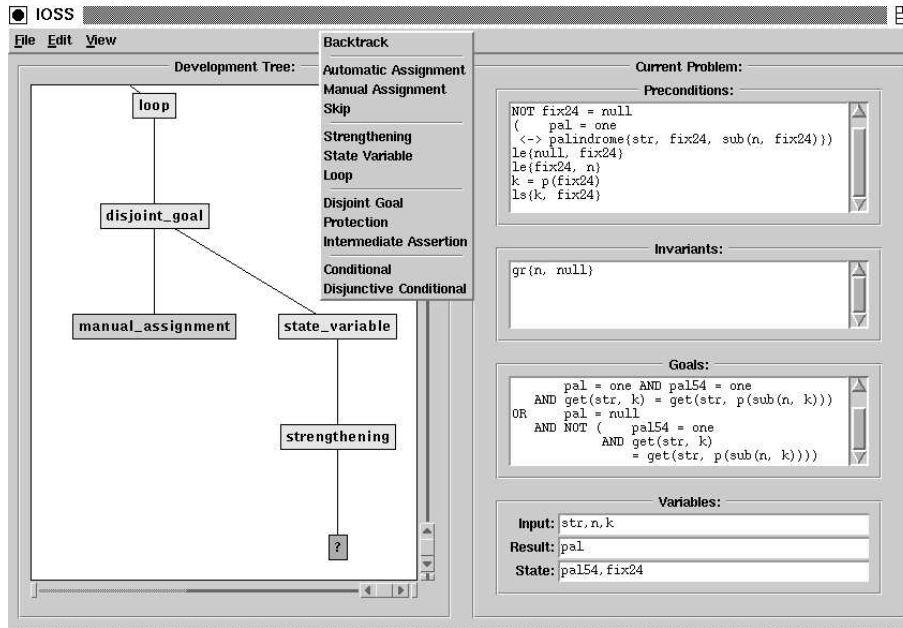 IOSS
File Edit View
Development Tree:
loop
disjoint_goal
manual_assignment
state_variable
strengthening
?
Backtrack
Automatic Assignment
Manual Assignment
Skip
Strengthening
State Variable
Loop
Disjoint Goal
Protection
Intermediate Assertion
Conditional
Disjunctive Conditional
Current Problem:
Preconditions:
NOT fix24 = null
(    pal = one
<-> palindrome{str, fix24, sub(n, fix24)})
le{null, fix24}
le{fix24, n}
k = p(fix24)
ls{k, fix24}
Invariants:
gr{n, null}
Goals:
pal = one AND pal54 = one
AND get(str, k) = get(str, p(sub(n, k)))
OR     pal = null
AND NOT (    pal54 = one
AND get(str, k)
= get(str, p(sub(n, k))))
Variables:
Input: str,n,k
Result: pal
State: pal54,fix24